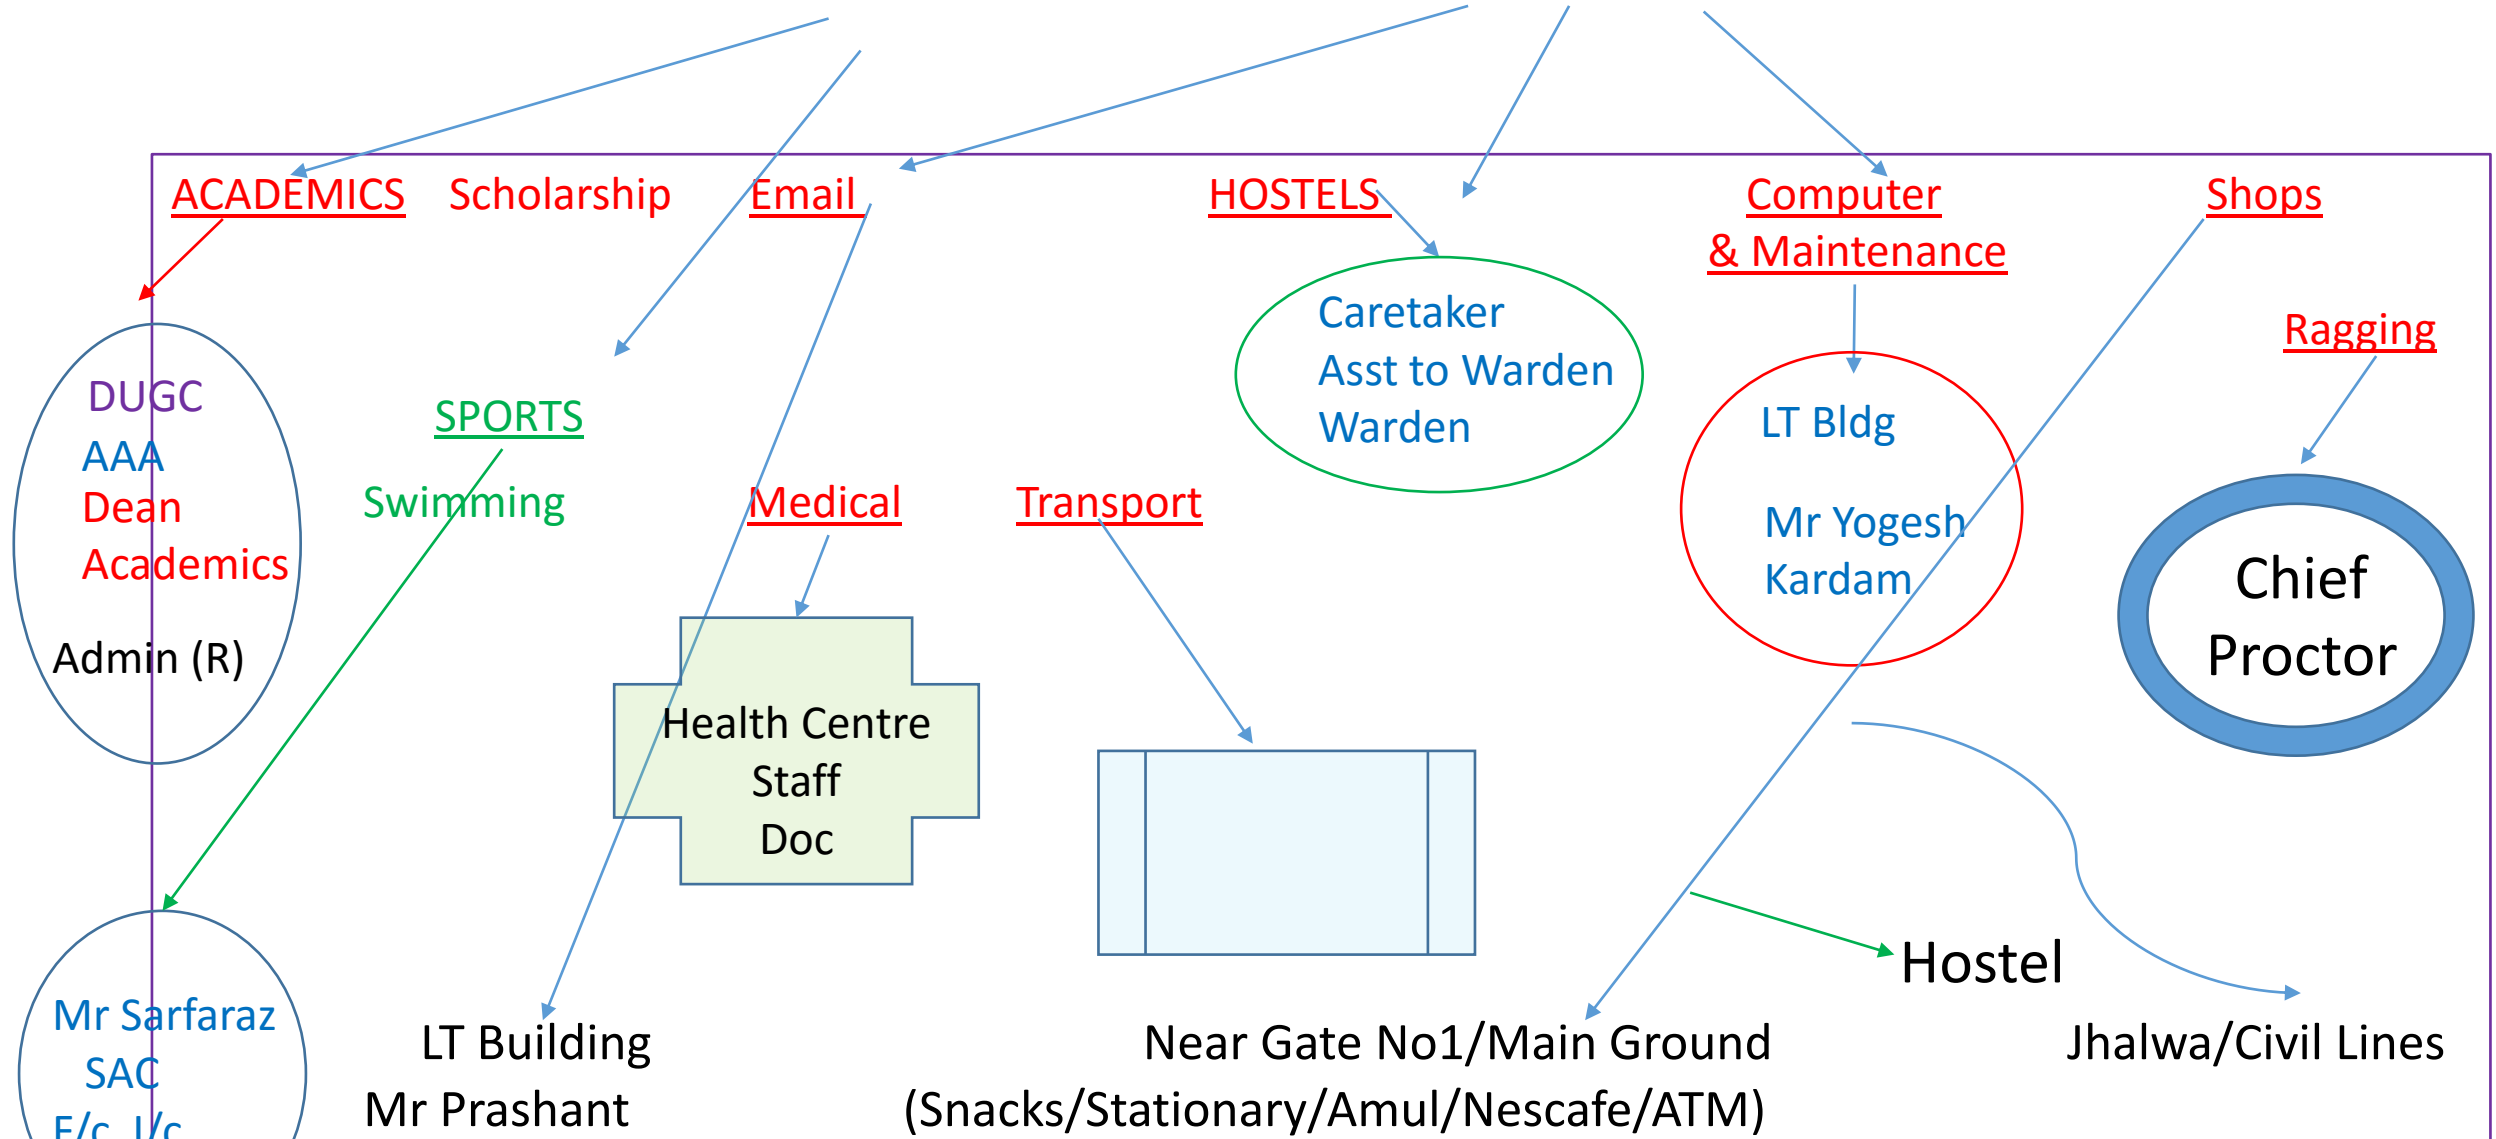 ACADEMICS
Scholarship
Email
HOSTELS
Computer
& Maintenance
Shops
Caretaker
Asst to Warden
Warden
Ragging
DUGC
AAA
Dean
Academics
Admin (R)
SPORTS
Swimming
Medical
Transport
LT Bldg
Mr Yogesh
Kardam
Chief
Proctor
Health Centre
Staff
Doc
Hostel
Mr Sarfaraz
SAC
F/c, J/c
LT Building
Mr Prashant
Near Gate No1/Main Ground
(Snacks/Stationary/Amul/Nescafe/ATM)
Jhalwa/Civil Lines